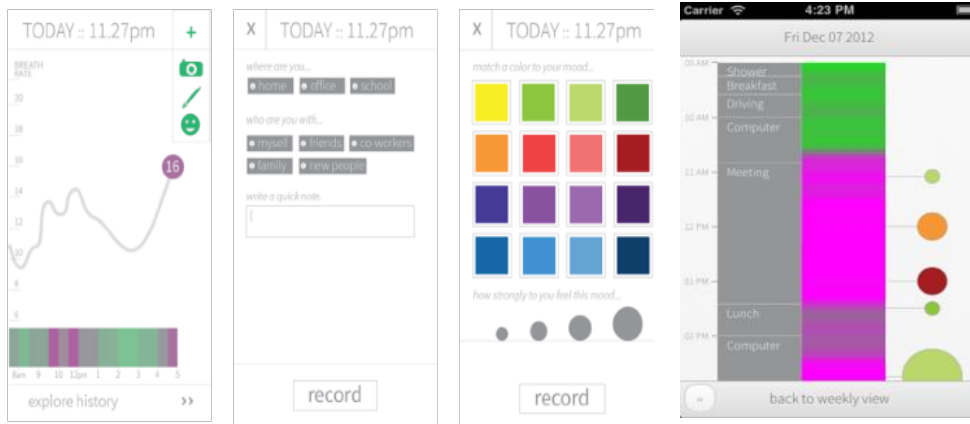 TODAY :: 11.27pm
+
BREATH
RATE
20
18
16
16
14
12
10
8
6
8am 9 10 12pm 1 2 3 4 5
explore history >>
X TODAY :: 11.27pm
where are you...
home office school
who are you with...
myself friends co-workers
family new people
write a quick note.
record
X TODAY :: 11.27pm
match a color to your mood...
how strongly to you feel this mood...
record
Carrier 4:23 PM
Fri Dec 07 2012
09 AM
Shower
Breakfast
Driving
10 AM
Computer
11 AM
Meeting
12 PM
01 PM
Lunch
02 PM
Computer
back to weekly view